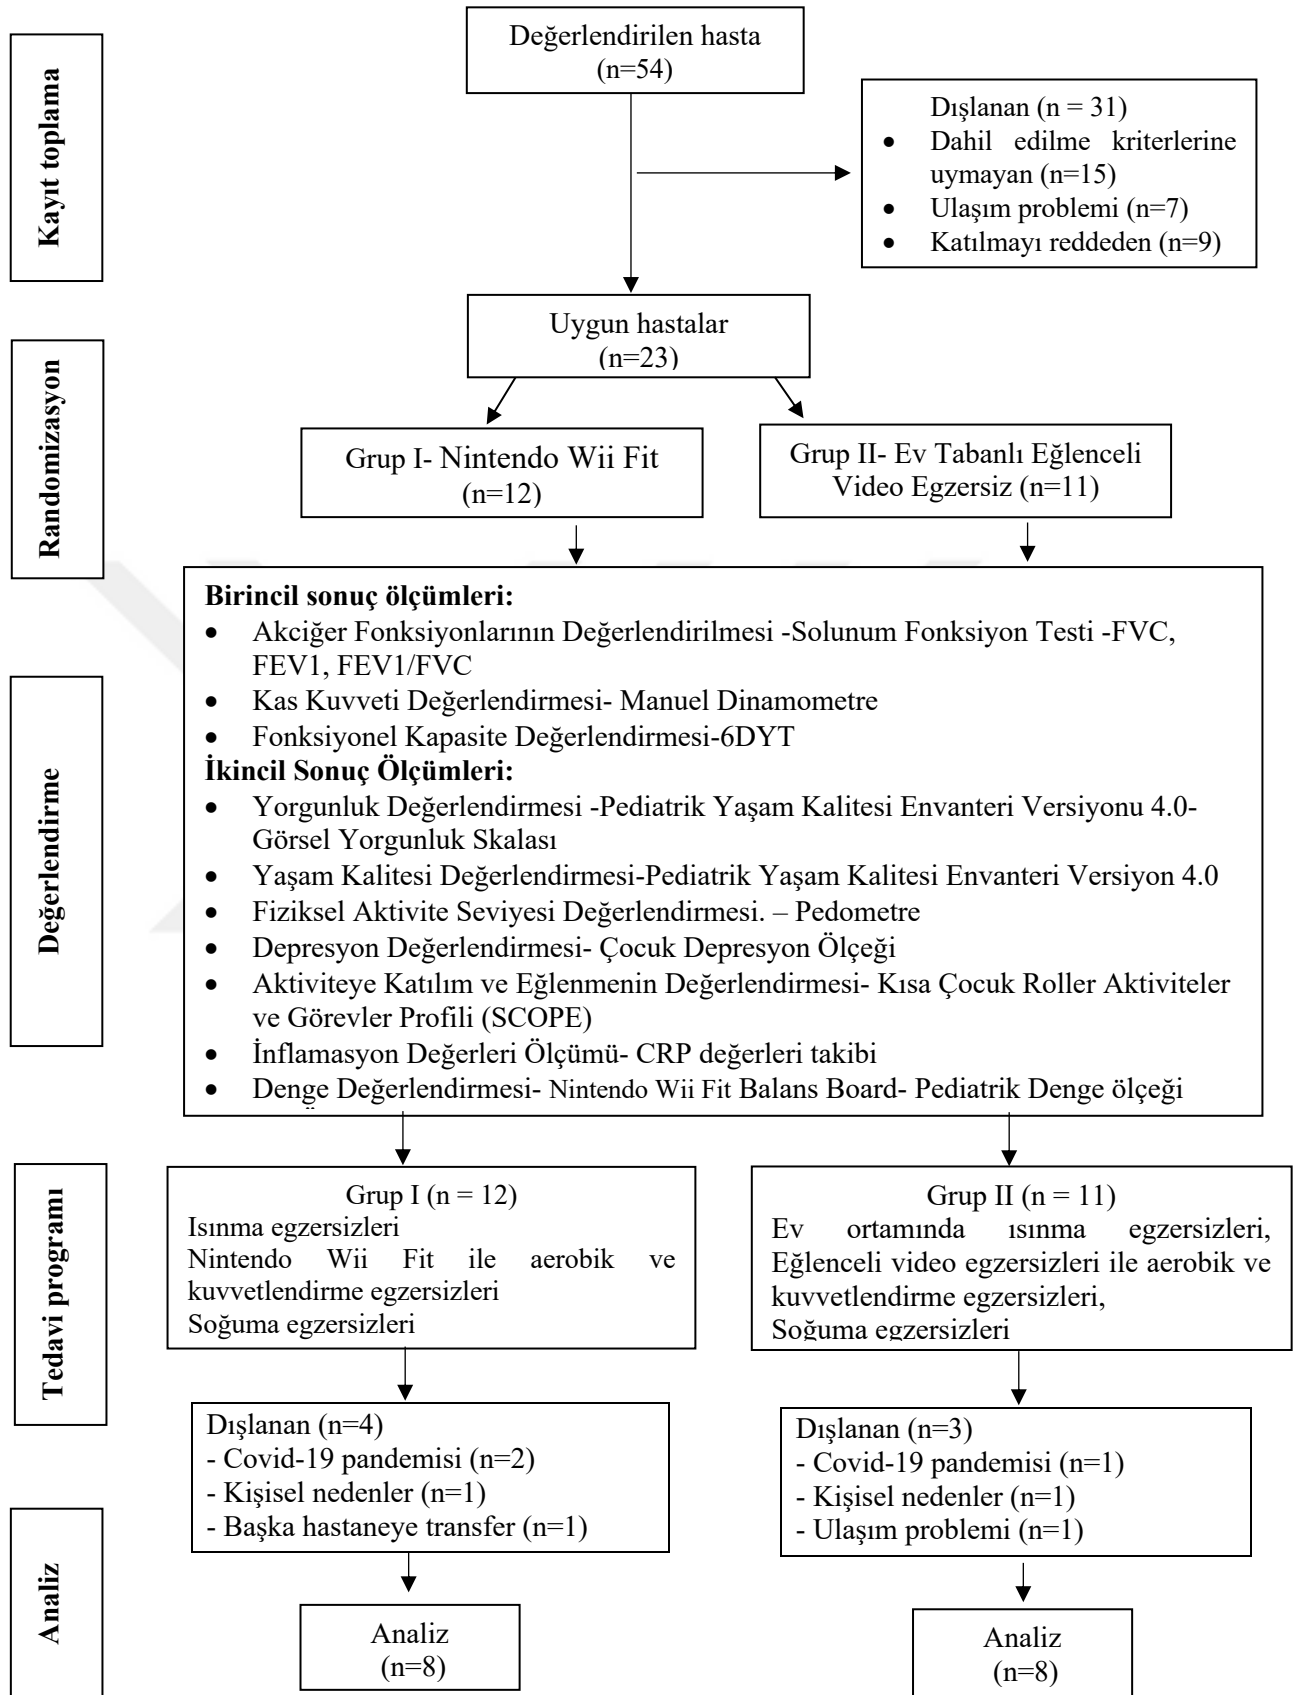 Değerlendirilen hasta
(n=54)
Kayıt toplama
Dışlanan (n = 31)
• Dahil edilme kriterlerine
uymayan (n=15)
• Ulaşım problemi (n=7)
• Katılmayı reddeden (n=9)
Uygun hastalar
(n=23)
Randomizasyon
Grup I- Nintendo Wii Fit
(n=12)
Grup II- Ev Tabanlı Eğlenceli
Video Egzersiz (n=11)
Değerlendirme
Birincil sonuç ölçümleri:
• Akciğer Fonksiyonlarının Değerlendirilmesi -Solunum Fonksiyon Testi -FVC,
FEV1, FEV1/FVC
• Kas Kuvveti Değerlendirmesi- Manuel Dinamometre
• Fonksiyonel Kapasite Değerlendirmesi-6DYT
İkincil Sonuç Ölçümleri:
• Yorgunluk Değerlendirmesi -Pediatrik Yaşam Kalitesi Envanteri Versiyonu 4.0-
Görsel Yorgunluk Skalası
• Yaşam Kalitesi Değerlendirmesi-Pediatrik Yaşam Kalitesi Envanteri Versiyon 4.0
• Fiziksel Aktivite Seviyesi Değerlendirmesi. – Pedometre
• Depresyon Değerlendirmesi- Çocuk Depresyon Ölçeği
• Aktiviteye Katılım ve Eğlenmenin Değerlendirmesi- Kısa Çocuk Roller Aktiviteler
ve Görevler Profili (SCOPE)
• İnflamasyon Değerleri Ölçümü- CRP değerleri takibi
• Denge Değerlendirmesi- Nintendo Wii Fit Balans Board- Pediatrik Denge ölçeği
Tedavi programı
Grup I (n = 12)
Isınma egzersizleri
Nintendo Wii Fit ile aerobik ve
kuvvetlendirme egzersizleri
Soğuma egzersizleri
Grup II (n = 11)
Ev ortamında ısınma egzersizleri,
Eğlenceli video egzersizleri ile aerobik ve
kuvvetlendirme egzersizleri,
Soğuma egzersizleri
Dışlanan (n=4)
- Covid-19 pandemisi (n=2)
- Kişisel nedenler (n=1)
- Başka hastaneye transfer (n=1)
Dışlanan (n=3)
- Covid-19 pandemisi (n=1)
- Kişisel nedenler (n=1)
- Ulaşım problemi (n=1)
Analiz
Analiz
(n=8)
Analiz
(n=8)